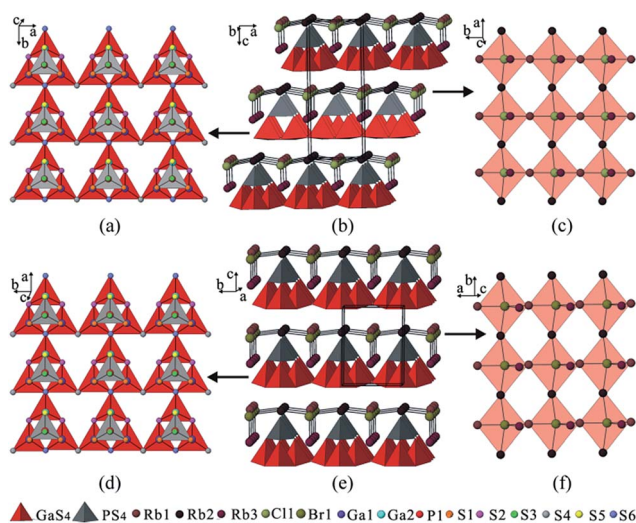 c a b
b a c
a b c
(a) (b) (c)
a b c
c b a
b a c
(d) (e) (f)
GaS4 PS4 Rb1 Rb2 Rb3 Cl1 Br1 Ga1 Ga2 P1 S1 S2 S3 S4 S5 S6